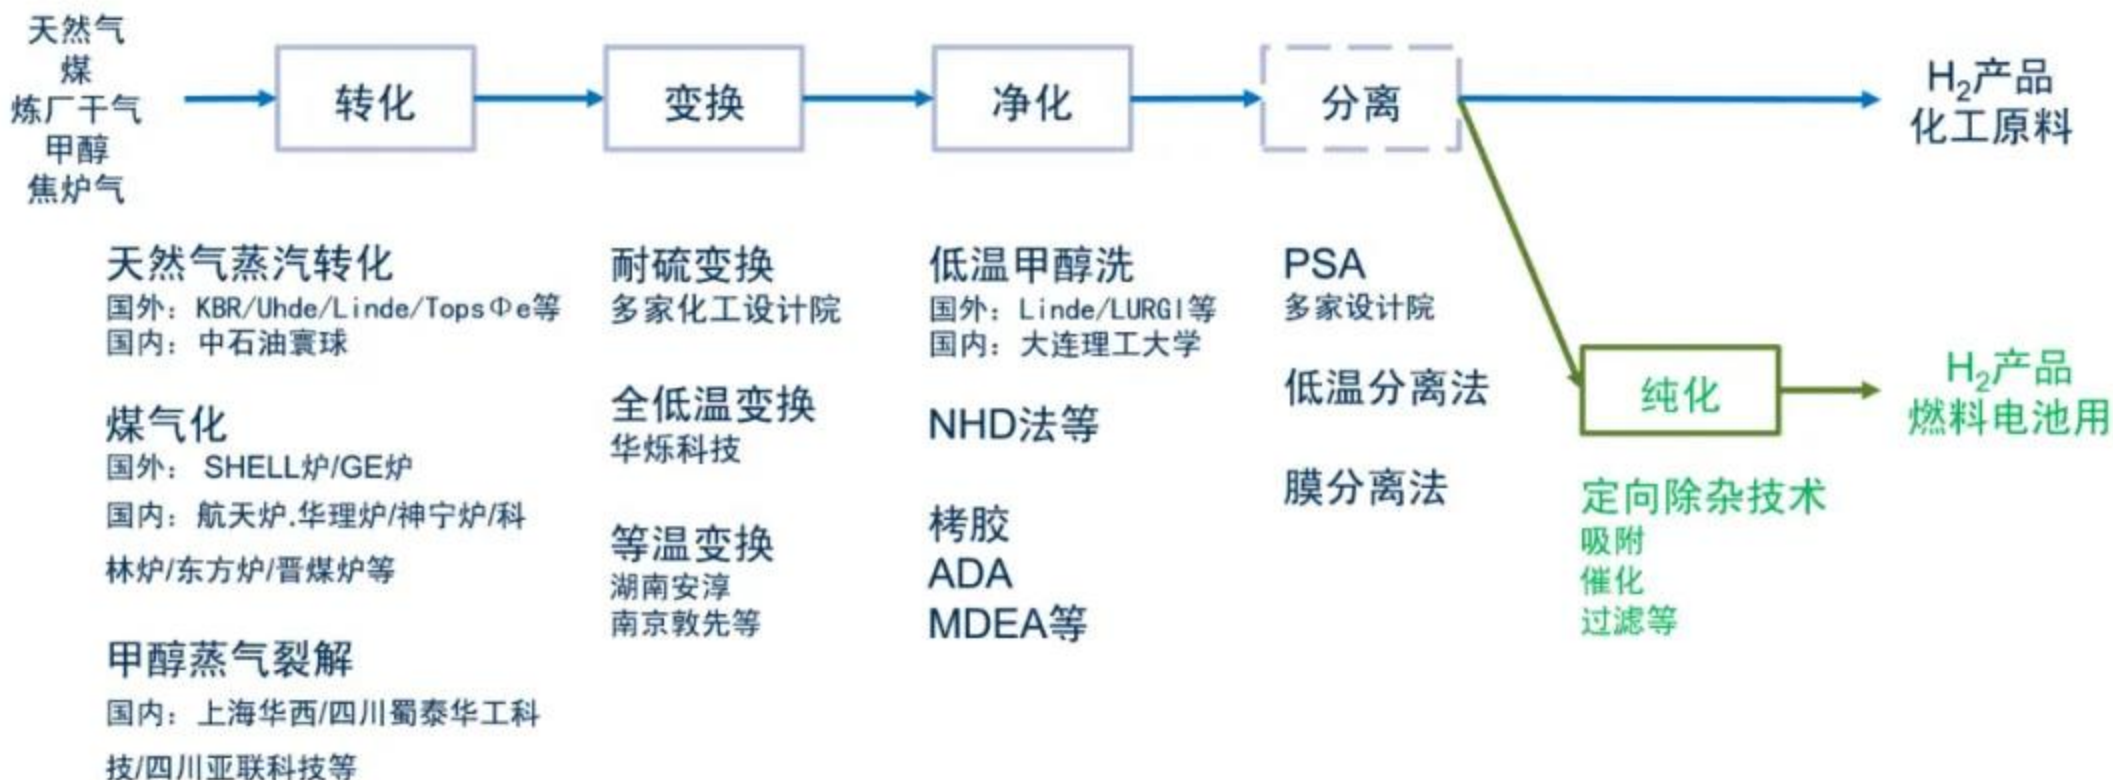 天然气
煤
炼厂干气
甲醇
焦炉气
转化
变换
净化
分离
H₂产品
化工原料
天然气蒸汽转化
国外：KBR/Uhde/Linde/TopsΦe等
国内：中石油寰球
煤气化
国外： SHELL炉/GE炉
国内：航天炉.华理炉/神宁炉/科
林炉/东方炉/晋煤炉等
甲醇蒸气裂解
国内：上海华西/四川蜀泰华工科
技/四川亚联科技等
耐硫变换
多家化工设计院
全低温变换
华烁科技
等温变换
湖南安淳
南京敦先等
低温甲醇洗
国外：Linde/LURGI等
国内：大连理工大学
NHD法等
栲胶
ADA
MDEA等
PSA
多家设计院
低温分离法
膜分离法
纯化
H₂产品
燃料电池用
定向除杂技术
吸附
催化
过滤等